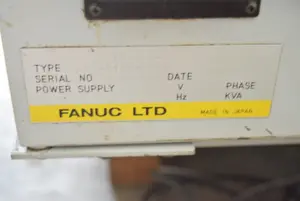 TYPE
SERIAL NO DATE
POWER SUPPLY V PHASE
Hz KVA
FANUC LTD MADE IN JAPAN